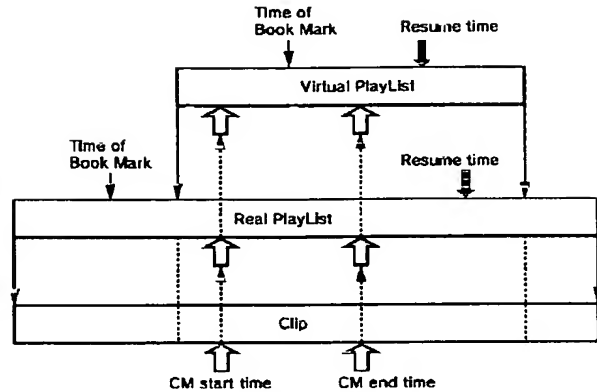 Time of
Book Mark
Resume time
Virtual PlayList
Time of
Book Mark
Resume time
Real PlayList
Clip
CM start time
CM end time